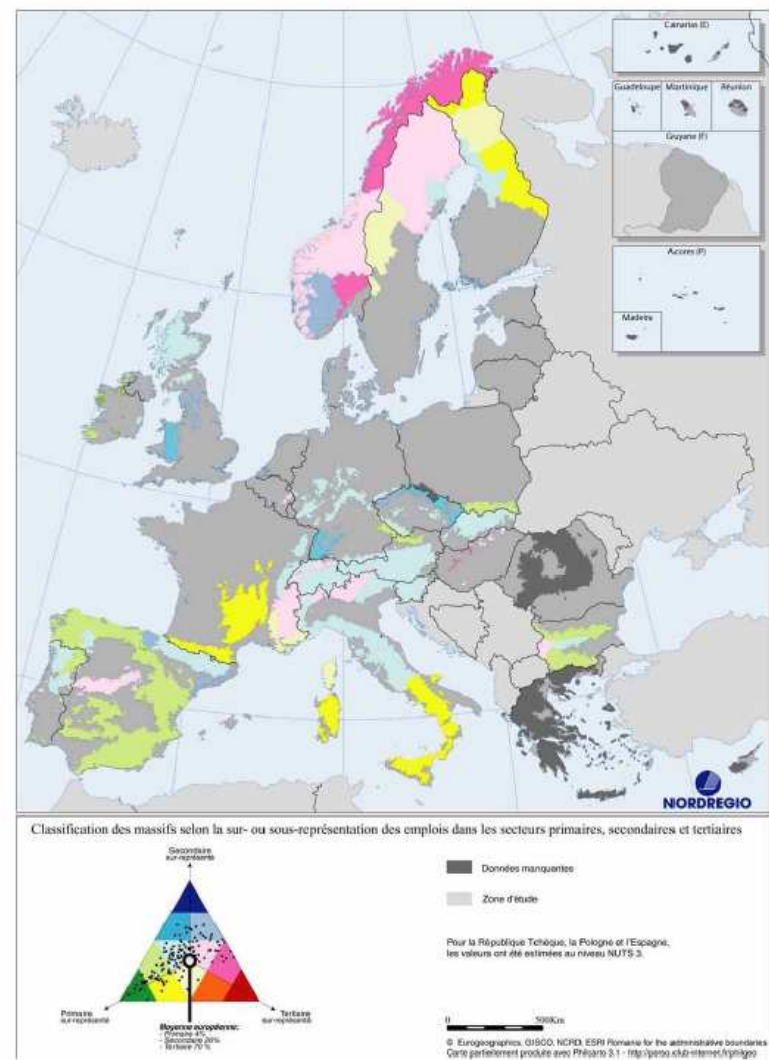 Canarias (E)
Guadeloupe Martinique Réunion
Guyane (F)
Acores (P)
Madeira
NORDREGIO
Classification des massifs selon la sur- ou sous-représentation des emplois dans les secteurs primaires, secondaires et tertiaires
Secondaire
sur-représenté
Primaire
sur-représenté
Tertiaire
sur-représenté
Moyenne européenne:
- Primaire 4%
- Secondaire 26%
- Tertiaire 70 %
Données manquantes
Zone d'étude
Pour la République Tchèque, la Pologne et l'Espagne,
les valeurs ont été estimées au niveau NUTS 3.
0 500Km
© Eurogeographics, GISCO, NCRD, ESRI Romania for the administrative boundaries
Carte partiellement produite avec Philcarto 3.1 - http://perso.club-internet.fr/philgeo